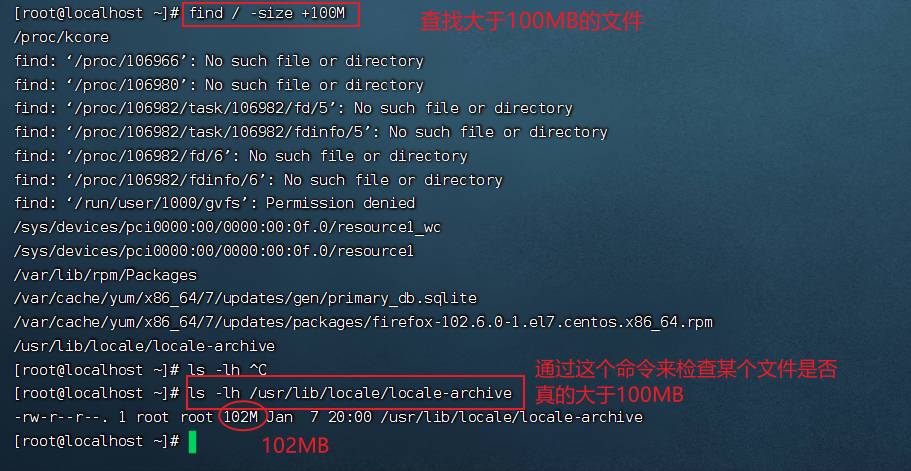 [root@localhost ~]# find / -size +100M
查找大于100MB的文件
/proc/kcore
find: ‘/proc/106966’: No such file or directory
find: ‘/proc/106980’: No such file or directory
find: ‘/proc/106982/task/106982/fd/5’: No such file or directory
find: ‘/proc/106982/task/106982/fdinfo/5’: No such file or directory
find: ‘/proc/106982/fd/6’: No such file or directory
find: ‘/proc/106982/fdinfo/6’: No such file or directory
find: ‘/run/user/1000/gvfs’: Permission denied
/sys/devices/pci0000:00/0000:00:0f.0/resource1_wc
/sys/devices/pci0000:00/0000:00:0f.0/resource1
/var/lib/rpm/Packages
/var/cache/yum/x86_64/7/updates/gen/primary_db.sqlite
/var/cache/yum/x86_64/7/updates/packages/firefox-102.6.0-1.el7.centos.x86_64.rpm
/usr/lib/locale/locale-archive
[root@localhost ~]# ls -lh ^C
通过这个命令来检查某个文件是否
真的大于100MB
[root@localhost ~]# ls -lh /usr/lib/locale/locale-archive
-rw-r--r--. 1 root root 102M Jan  7 20:00 /usr/lib/locale/locale-archive
[root@localhost ~]#
102MB